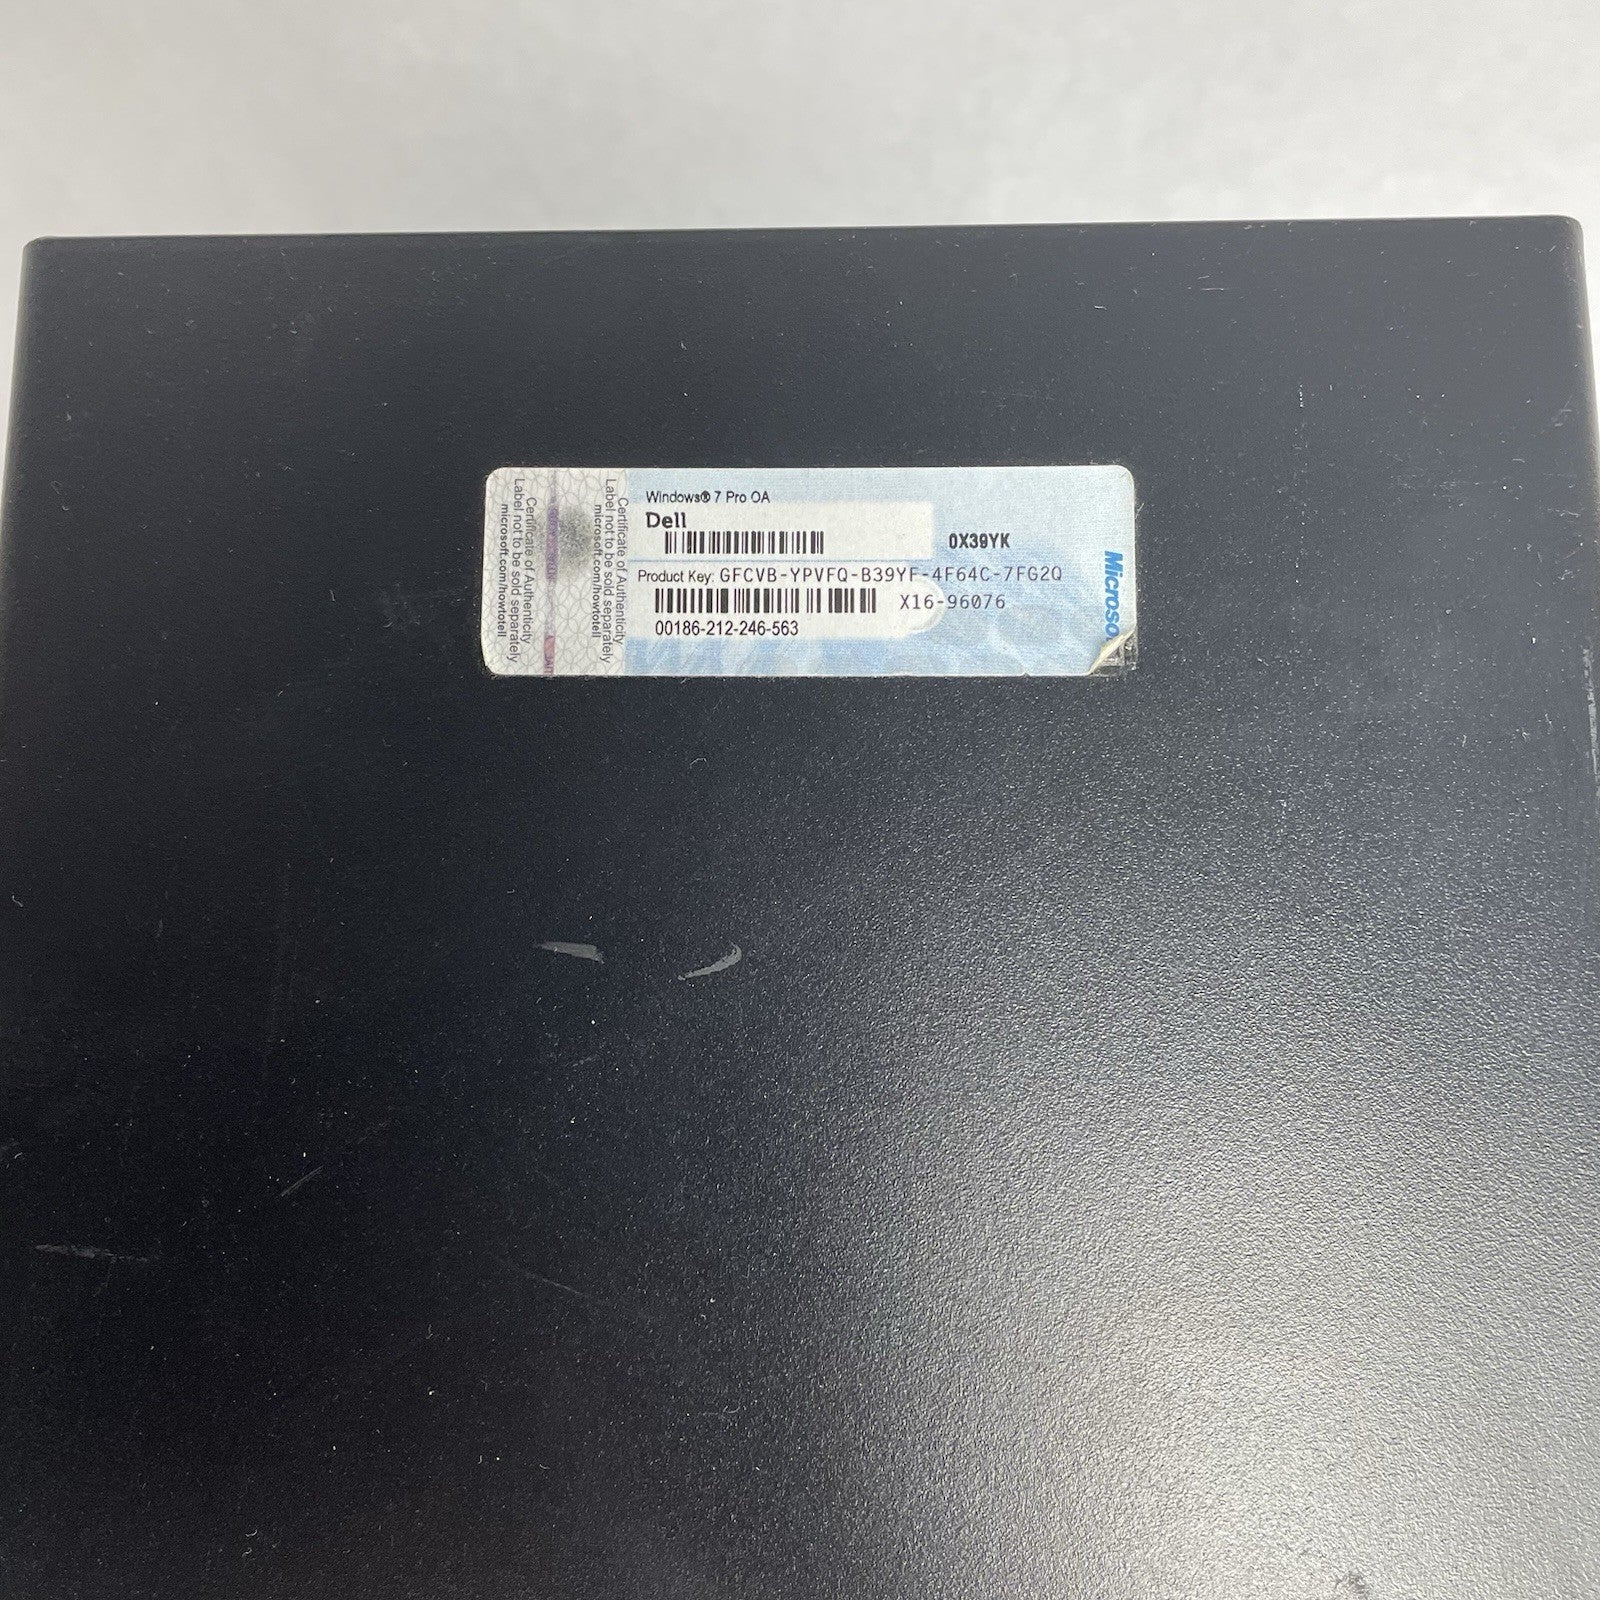 Certificate of Authenticity
Label not to be sold separately
microsoft.com/howtotell
Certificate of Authenticity
Label not to be sold separately
microsoft.com/howtotell
Windows® 7 Pro OA
Dell
0X39YK
Product Key: GFCVB-YPVFQ-B39YF-4F64C-7FG2Q
X16-96076
00186-212-246-563
Microso